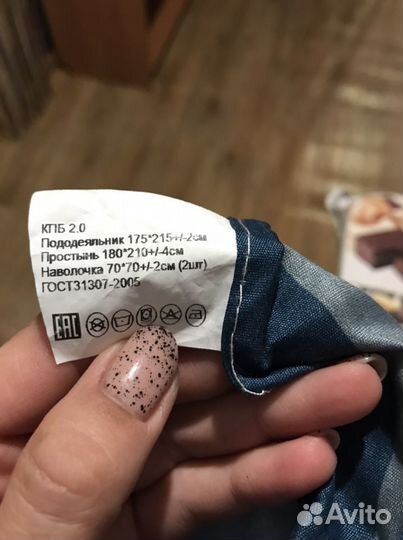 КПБ 2.0
Пододеяльник 175*215+/-2см
Простынь 180*210+/-4см
Наволочка 70*70+/-2см (2шт)
ГОСТ31307-2005
EAC
Avito